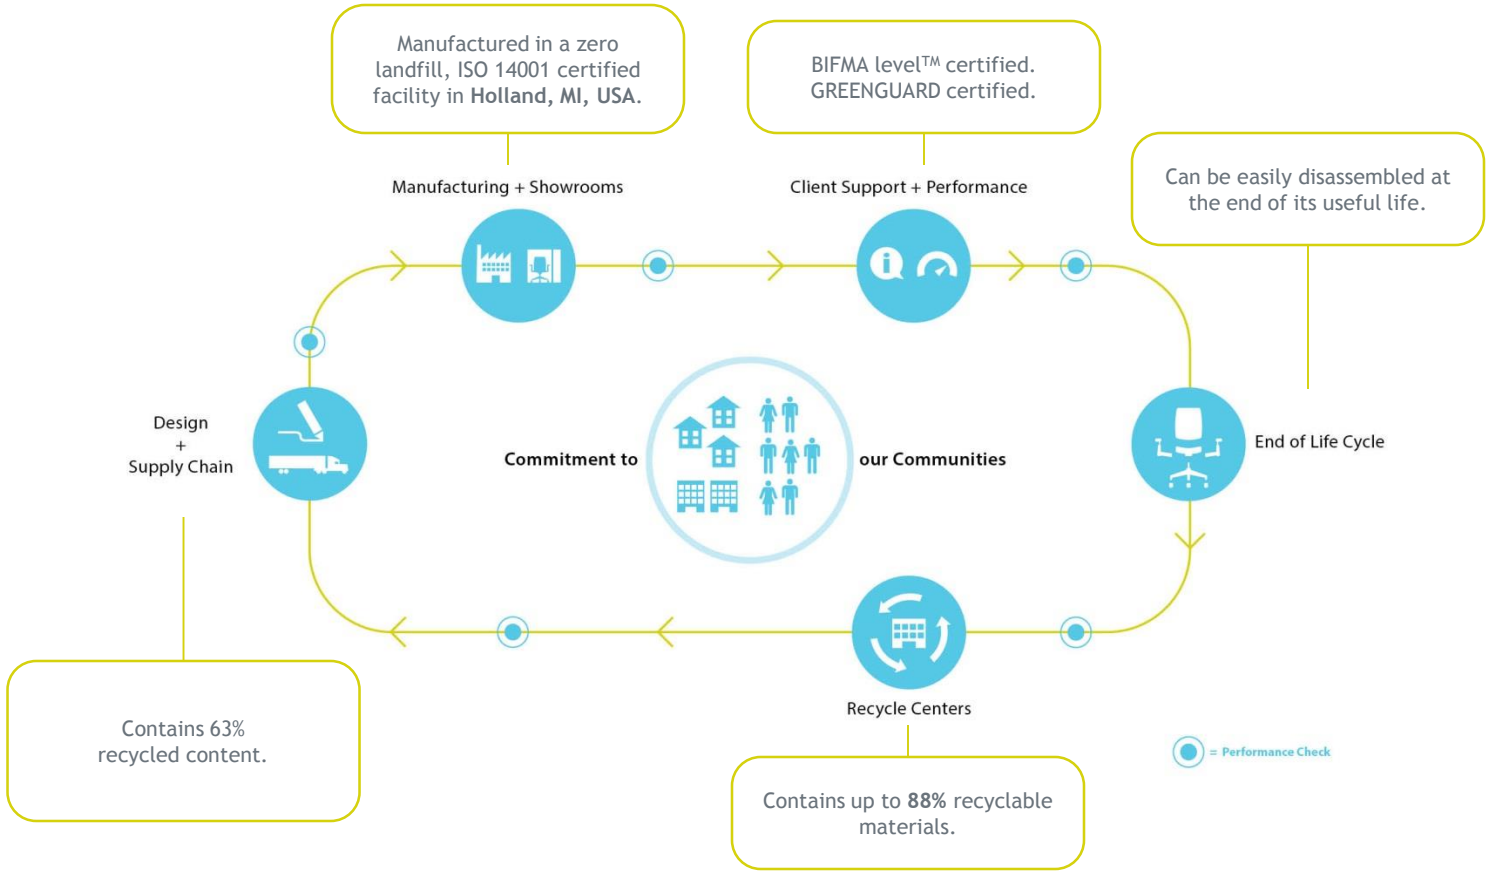 Manufactured in a zero
landfill, ISO 14001 certified
facility in Holland, MI, USA.
BIFMA level™ certified.
GREENGUARD certified.
Can be easily disassembled at
the end of its useful life.
Manufacturing + Showrooms
Client Support + Performance
Design
+
Supply Chain
Commitment to
our Communities
End of Life Cycle
Recycle Centers
Contains 63%
recycled content.
= Performance Check
Contains up to 88% recyclable
materials.